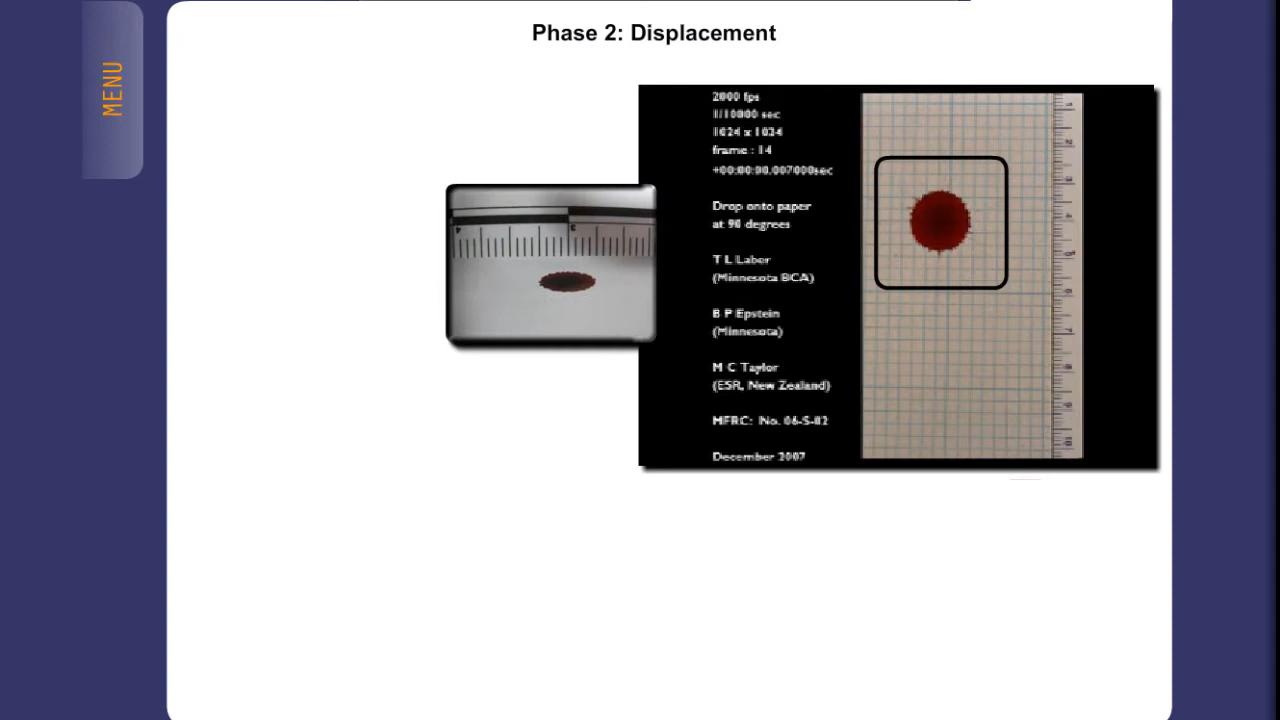 Phase 2: Displacement
MENU
2000 fps
1/10000 sec
1024 x 1024
frame : 14
+00:00:00.007000sec
Drop onto paper
at 90 degrees
T L Laber
(Minnesota BCA)
B P Epstein
(Minnesota)
M C Taylor
(ESR, New Zealand)
MFRC: No. 06-S-02
December 2007
4 3